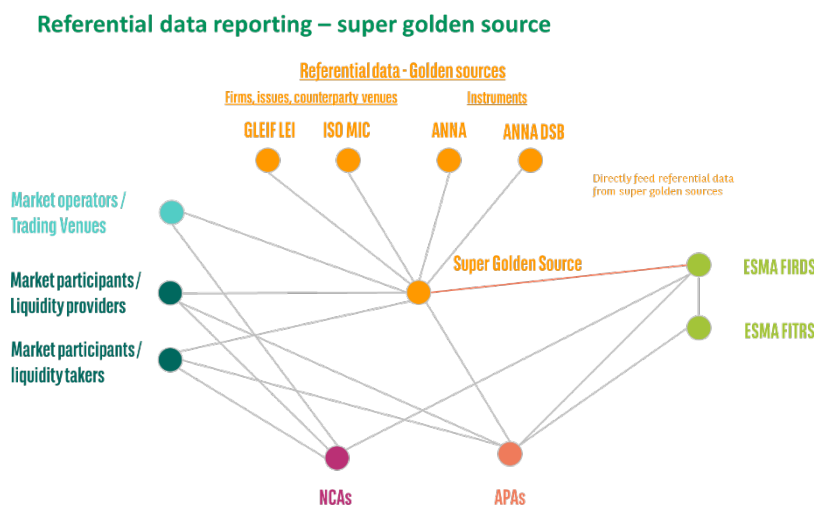 Referential data reporting – super golden source
Referential data - Golden sources
Firms, issues, counterparty venues
Instruments
GLEIF LEI
ISO MIC
ANNA
ANNA DSB
Directly feed referential data
from super golden sources
Market operators /
Trading Venues
Super Golden Source
ESMA FIRDS
Market participants /
Liquidity providers
ESMA FITRS
Market participants /
liquidity takers
NCAs
APAs